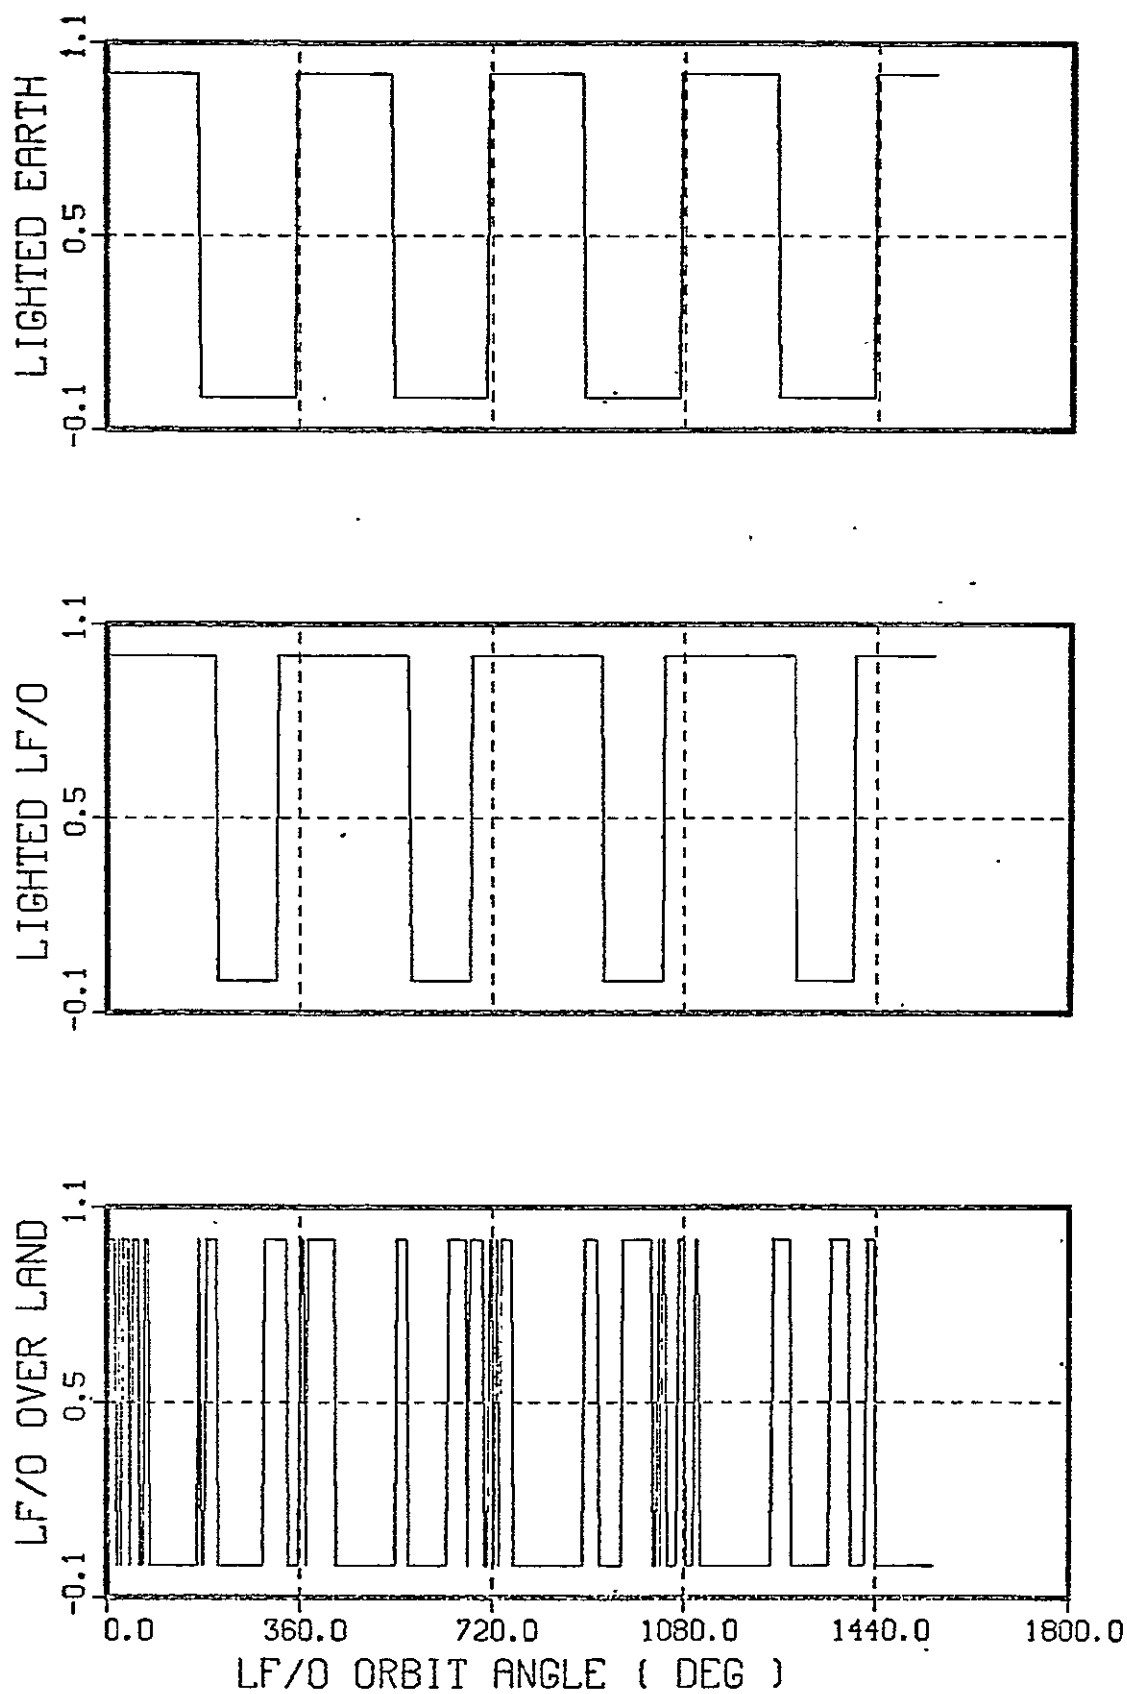 LIGHTED EARTH
1.1
0.5
-0.1
LIGHTED LF/O
1.1
0.5
-0.1
LF/O OVER LAND
1.1
0.5
-0.1
0.0 360.0 720.0 1080.0 1440.0 1800.0
LF/O ORBIT ANGLE ( DEG )